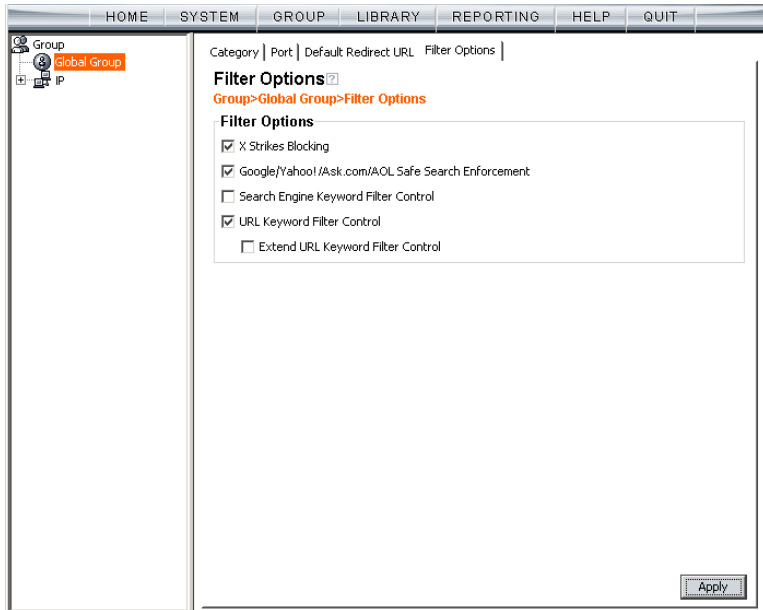 HOME SYSTEM GROUP LIBRARY REPORTING HELP QUIT
Group
Global Group
IP
Category Port Default Redirect URL Filter Options
Filter Options ?
Group>Global Group>Filter Options
Filter Options
X Strikes Blocking
Google/Yahoo!/Ask.com/AOL Safe Search Enforcement
Search Engine Keyword Filter Control
URL Keyword Filter Control
Extend URL Keyword Filter Control
Apply